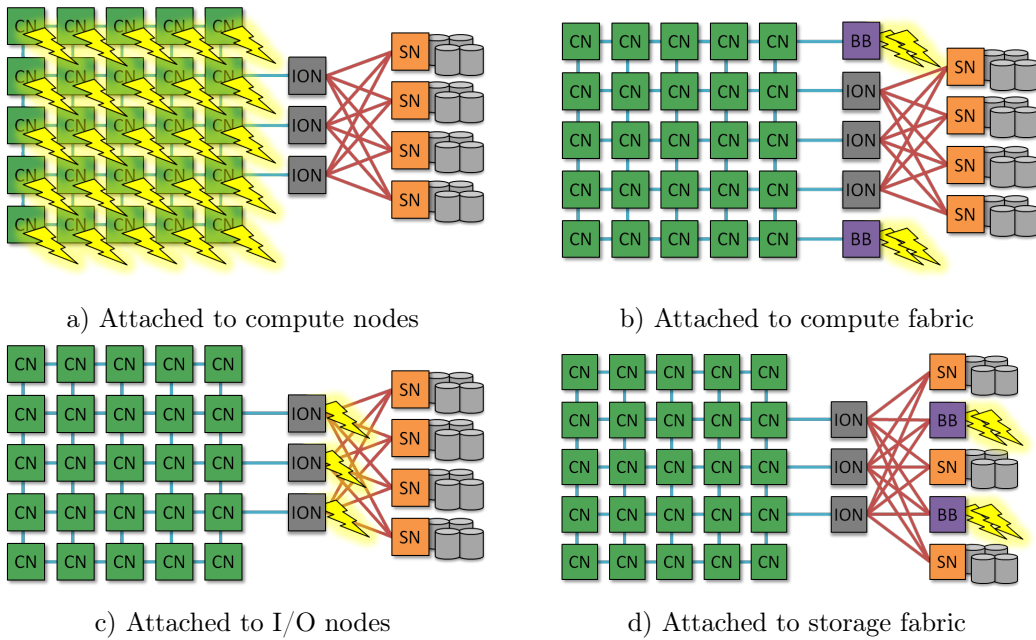 CN CN CN CN CN
SN
CN CN CN CN CN ION
SN
CN CN CN CN CN ION
SN
CN CN CN CN CN ION
SN
CN CN CN CN CN
a) Attached to compute nodes
CN CN CN CN CN BB
SN
CN CN CN CN CN ION
SN
CN CN CN CN CN ION
SN
CN CN CN CN CN ION
SN
CN CN CN CN CN BB
b) Attached to compute fabric
CN CN CN CN CN
SN
CN CN CN CN CN ION
SN
CN CN CN CN CN ION
SN
CN CN CN CN CN ION
SN
CN CN CN CN CN
c) Attached to I/O nodes
CN CN CN CN CN SN
CN CN CN CN CN ION BB
CN CN CN CN CN ION SN
CN CN CN CN CN ION BB
CN CN CN CN CN SN
d) Attached to storage fabric